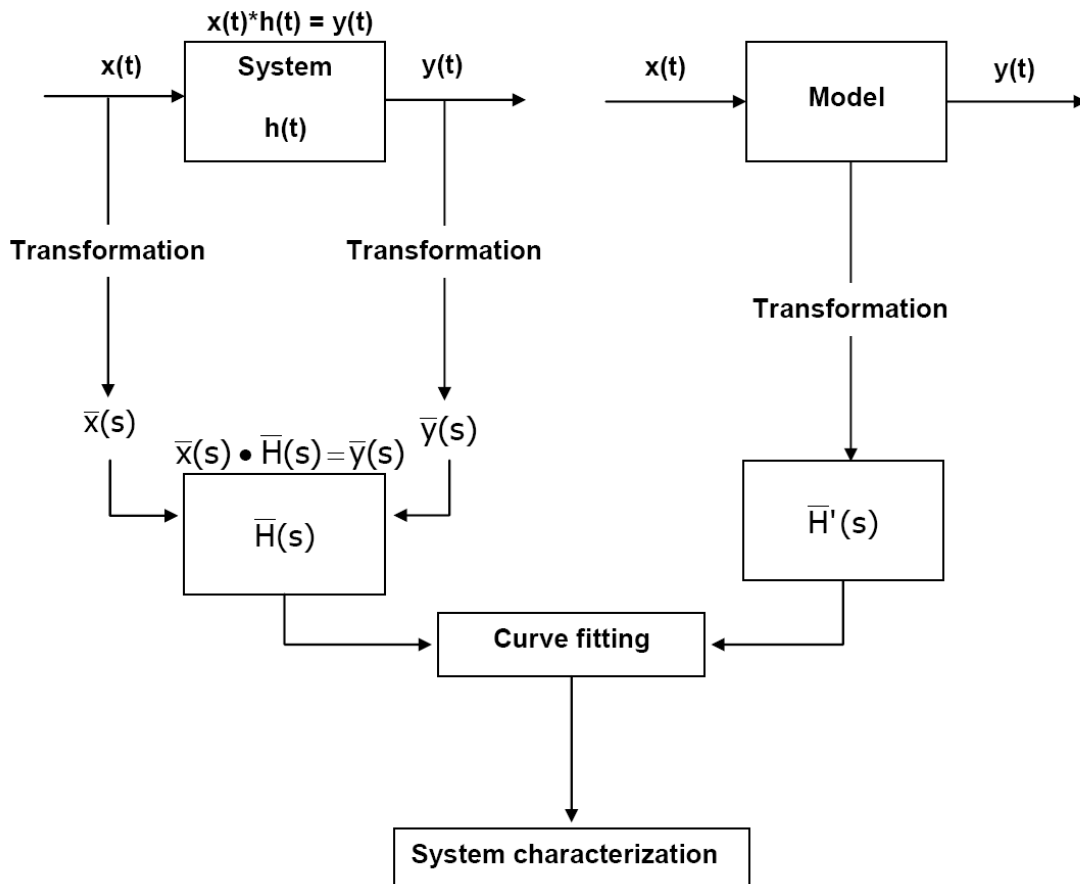 x(t)*h(t) = y(t)
x(t)
System
h(t)
y(t)
x(t)
Model
y(t)
Transformation
Transformation
Transformation
x̅(s)
y̅(s)
x̅(s) • H̅(s) = y̅(s)
H̅(s)
H̅'(s)
Curve fitting
System characterization